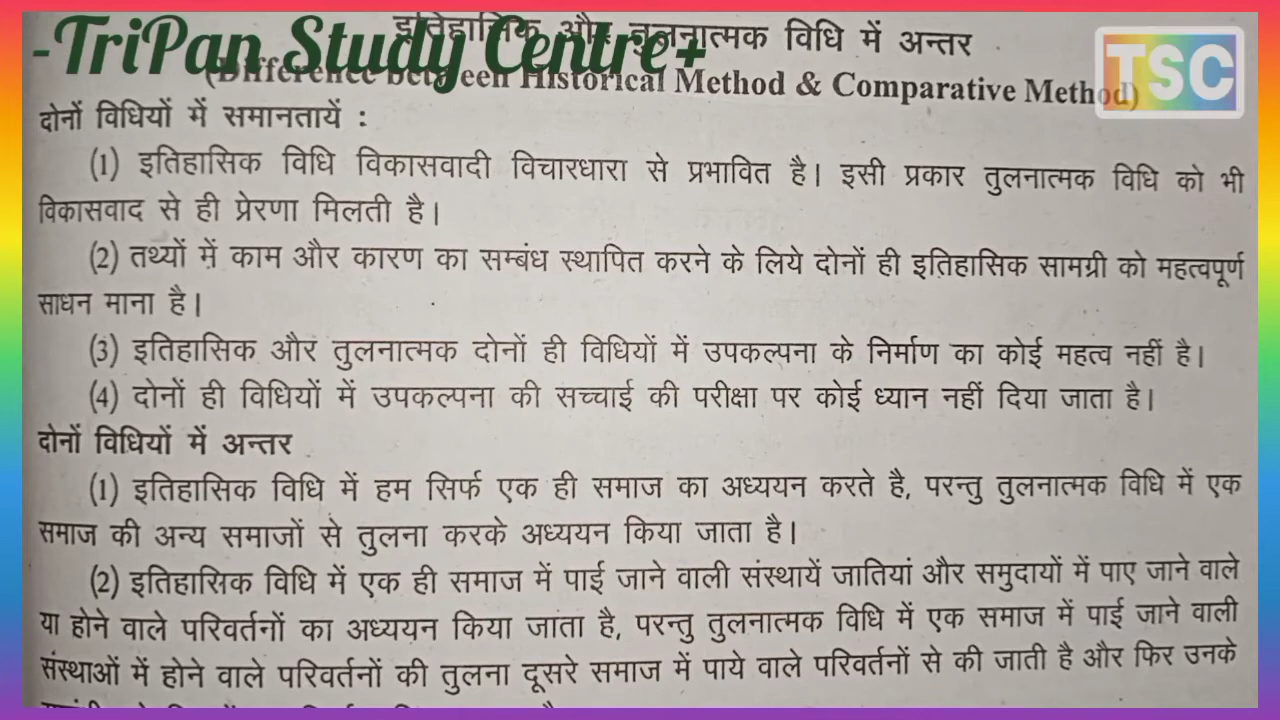 इतिहासिक और तुलनात्मक विधि में अन्तर
-TriPan Study Centre+
TSC
(Difference between Historical Method & Comparative Method)
दोनों विधियों में समानतायें :
(1) इतिहासिक विधि विकासवादी विचारधारा से प्रभावित है। इसी प्रकार तुलनात्मक विधि को भी
विकासवाद से ही प्रेरणा मिलती है।
(2) तथ्यों में काम और कारण का सम्बंध स्थापित करने के लिये दोनों ही इतिहासिक सामग्री को महत्वपूर्ण
साधन माना है।
(3) इतिहासिक और तुलनात्मक दोनों ही विधियों में उपकल्पना के निर्माण का कोई महत्व नहीं है।
(4) दोनों ही विधियों में उपकल्पना की सच्चाई की परीक्षा पर कोई ध्यान नहीं दिया जाता है।
दोनों विधियों में अन्तर
(1) इतिहासिक विधि में हम सिर्फ एक ही समाज का अध्ययन करते है, परन्तु तुलनात्मक विधि में एक
समाज की अन्य समाजों से तुलना करके अध्ययन किया जाता है।
(2) इतिहासिक विधि में एक ही समाज में पाई जाने वाली संस्थायें जातियां और समुदायों में पाए जाने वाले
या होने वाले परिवर्तनों का अध्ययन किया जाता है, परन्तु तुलनात्मक विधि में एक समाज में पाई जाने वाली
संस्थाओं में होने वाले परिवर्तनों की तुलना दूसरे समाज में पाये वाले परिवर्तनों से की जाती है और फिर उनके